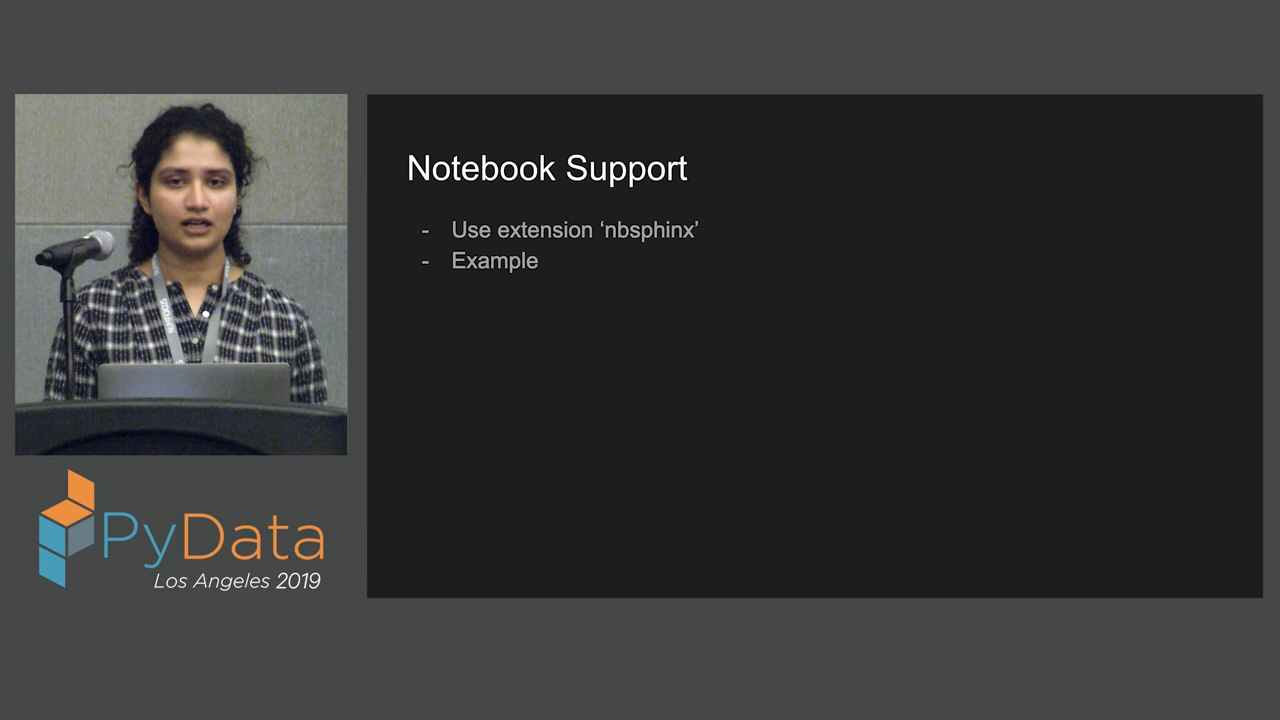 Notebook Support
- Use extension ‘nbsphinx’
- Example
PyData
Los Angeles 2019